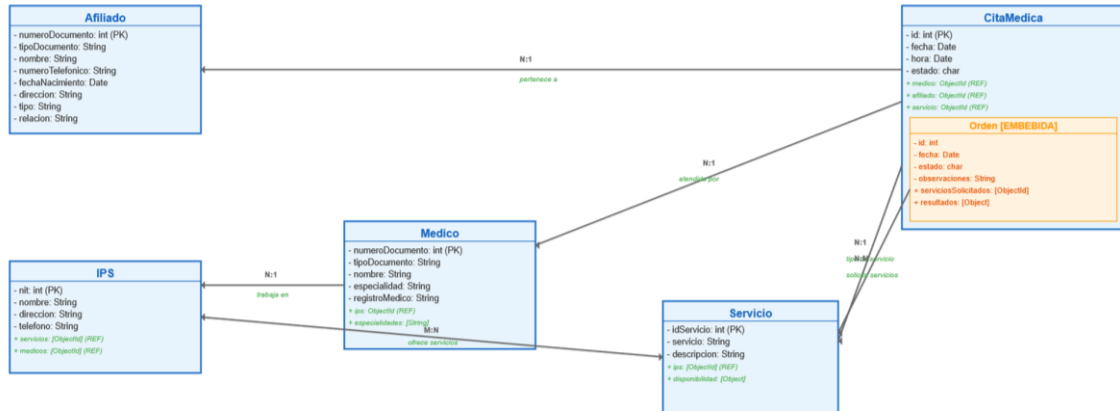 Afiliado
- numeroDocumento: int (PK)
- tipoDocumento: String
- nombre: String
- numeroTelefonico: String
- fechaNacimiento: Date
- direccion: String
- tipo: String
- relacion: String
N:1
pertenece a
CitaMedica
- id: int (PK)
- fecha: Date
- hora: Date
- estado: char
+ medico: ObjectId (REF)
+ afiliado: ObjectId (REF)
+ servicio: ObjectId (REF)
Orden [EMBEBIDA]
- id: int
- fecha: Date
- estado: char
- observaciones: String
+ serviciosSolicitados: [ObjectId]
+ resultados: [Object]
N:1
atendida por
Medico
- numeroDocumento: int (PK)
- tipoDocumento: String
- nombre: String
- especialidad: String
- registroMedico: String
+ ips: ObjectId (REF)
+ especialidades: [String]
IPS
- nit: int (PK)
- nombre: String
- direccion: String
- telefono: String
+ servicios: [ObjectId] (REF)
+ medicos: [ObjectId] (REF)
N:1
trabaja en
M:N
ofrece servicios
N:1
servicio
solicita servicios
Servicio
- idServicio: int (PK)
- servicio: String
- descripcion: String
+ ips: [ObjectId] (REF)
+ disponibilidad: [Object]